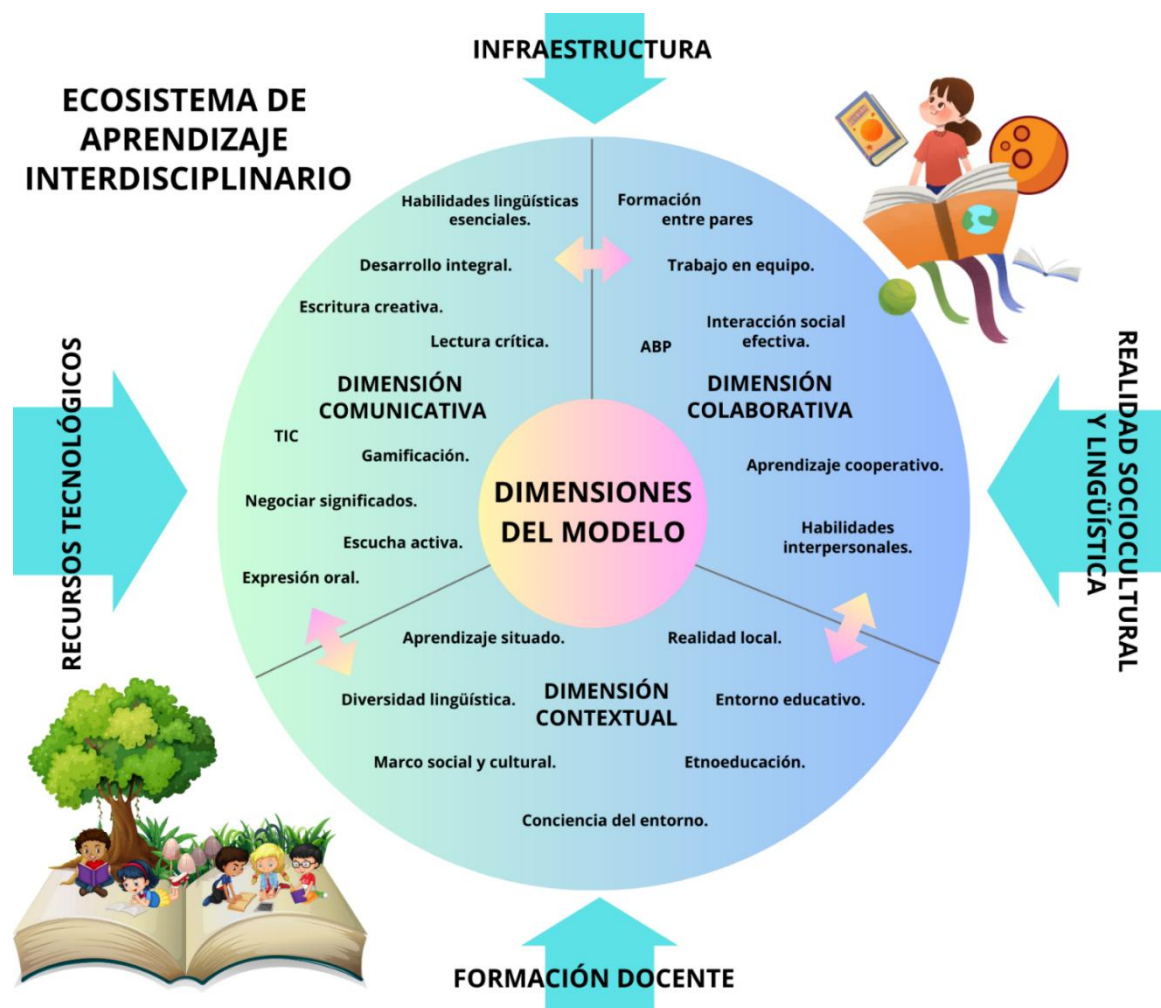 INFRAESTRUCTURA
ECOSISTEMA DE
APRENDIZAJE
INTERDISCIPLINARIO
Habilidades lingüísticas
esenciales.
Desarrollo integral.
Escritura creativa.
Lectura crítica.
DIMENSIÓN
COMUNICATIVA
TIC
Gamificación.
Negociar significados.
Escucha activa.
Expresión oral.
Formación
entre pares
Trabajo en equipo.
Interacción social
efectiva.
ABP
DIMENSIÓN
COLABORATIVA
Aprendizaje cooperativo.
Habilidades
interpersonales.
DIMENSIONES
DEL MODELO
Aprendizaje situado.
Realidad local.
Diversidad lingüística.
DIMENSIÓN
CONTEXTUAL
Entorno educativo.
Marco social y cultural.
Etnoeducación.
Conciencia del entorno.
RECURSOS TECNOLÓGICOS
REALIDAD SOCIOCULTURAL
Y LINGÜÍSTICA
FORMACIÓN DOCENTE